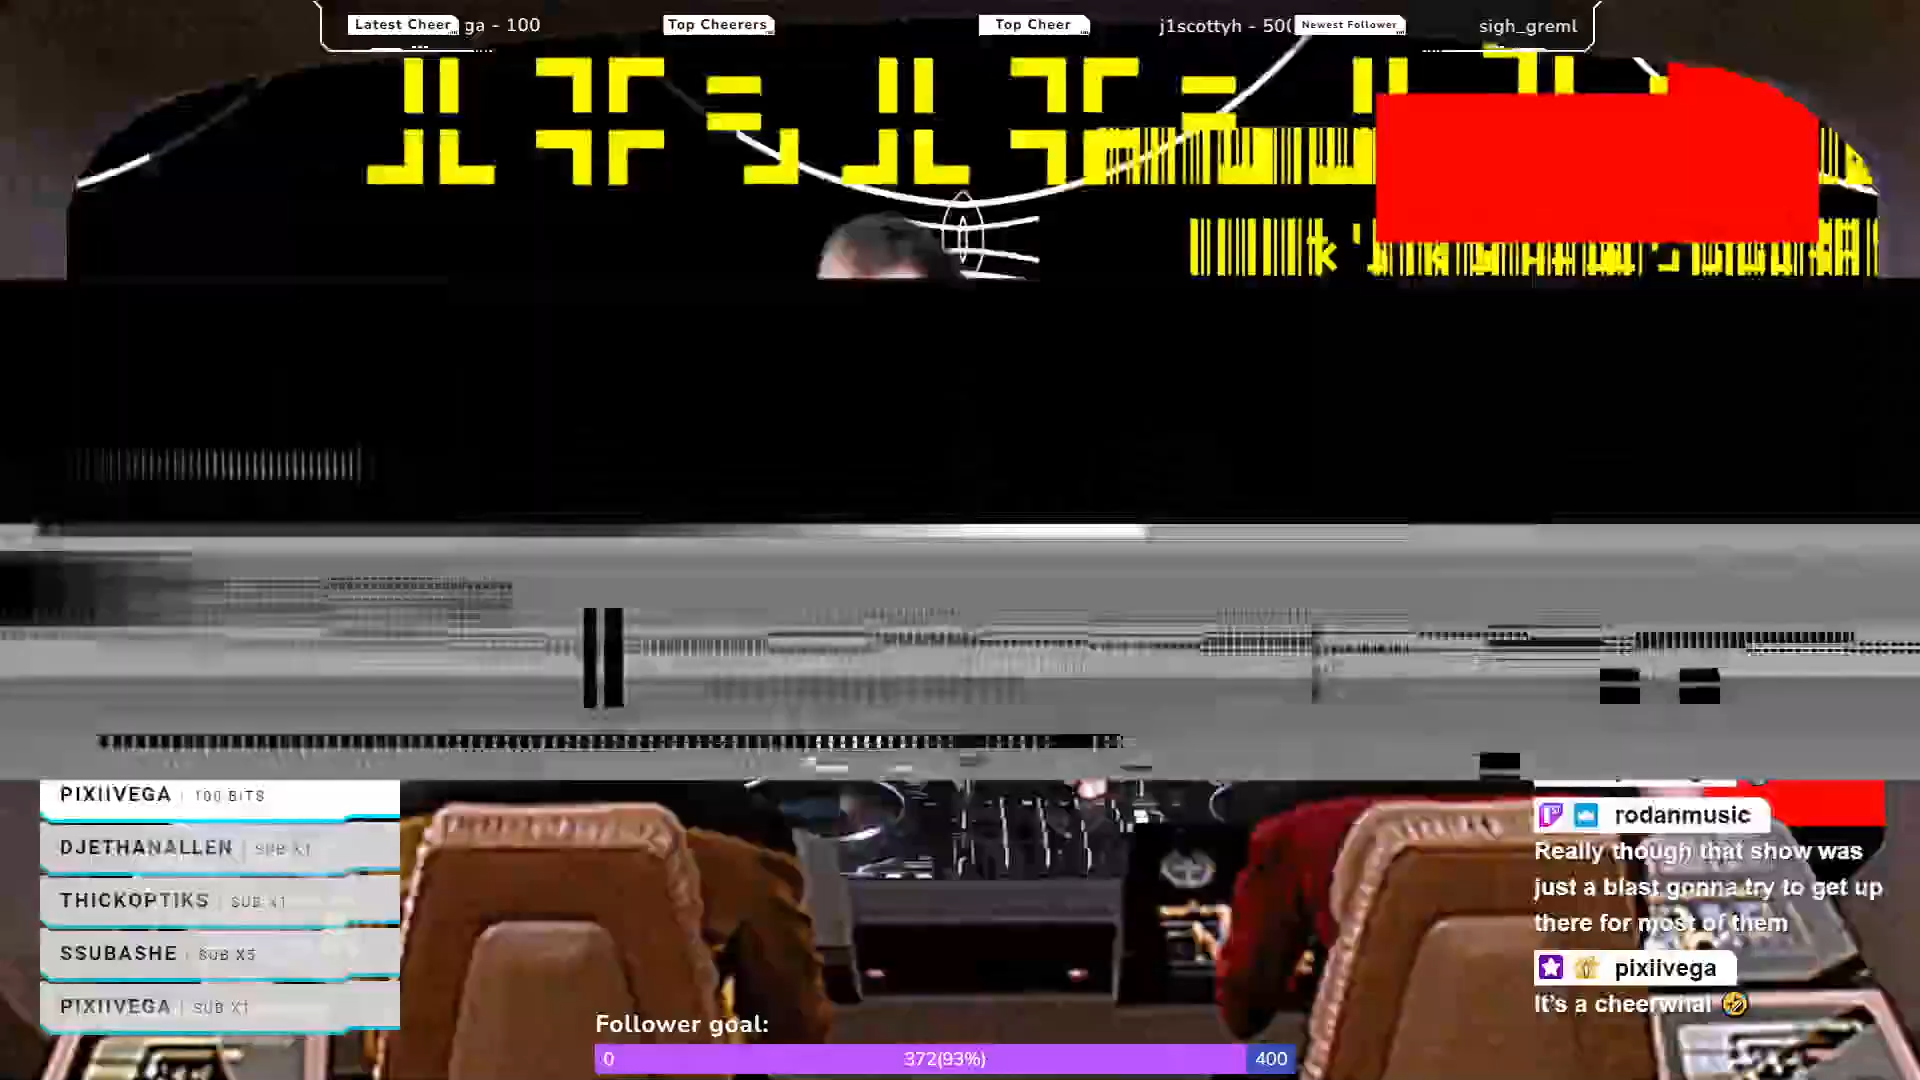 Latest Cheer ga - 100
Top Cheerers
Top Cheer j1scottyh - 500
Newest Follower sigh_greml
PIXIIVEGA | 100 BITS
DJETHANALLEN | SUB X1
THICKOPTIKS | SUB X1
SSUBASHE | SUB X5
PIXIIVEGA | SUB X1
rodanmusic
Really though that show was
just a blast gonna try to get up
there for most of them
pixiivega
It's a cheerwhal 🤣
Follower goal:
0 372(93%) 400